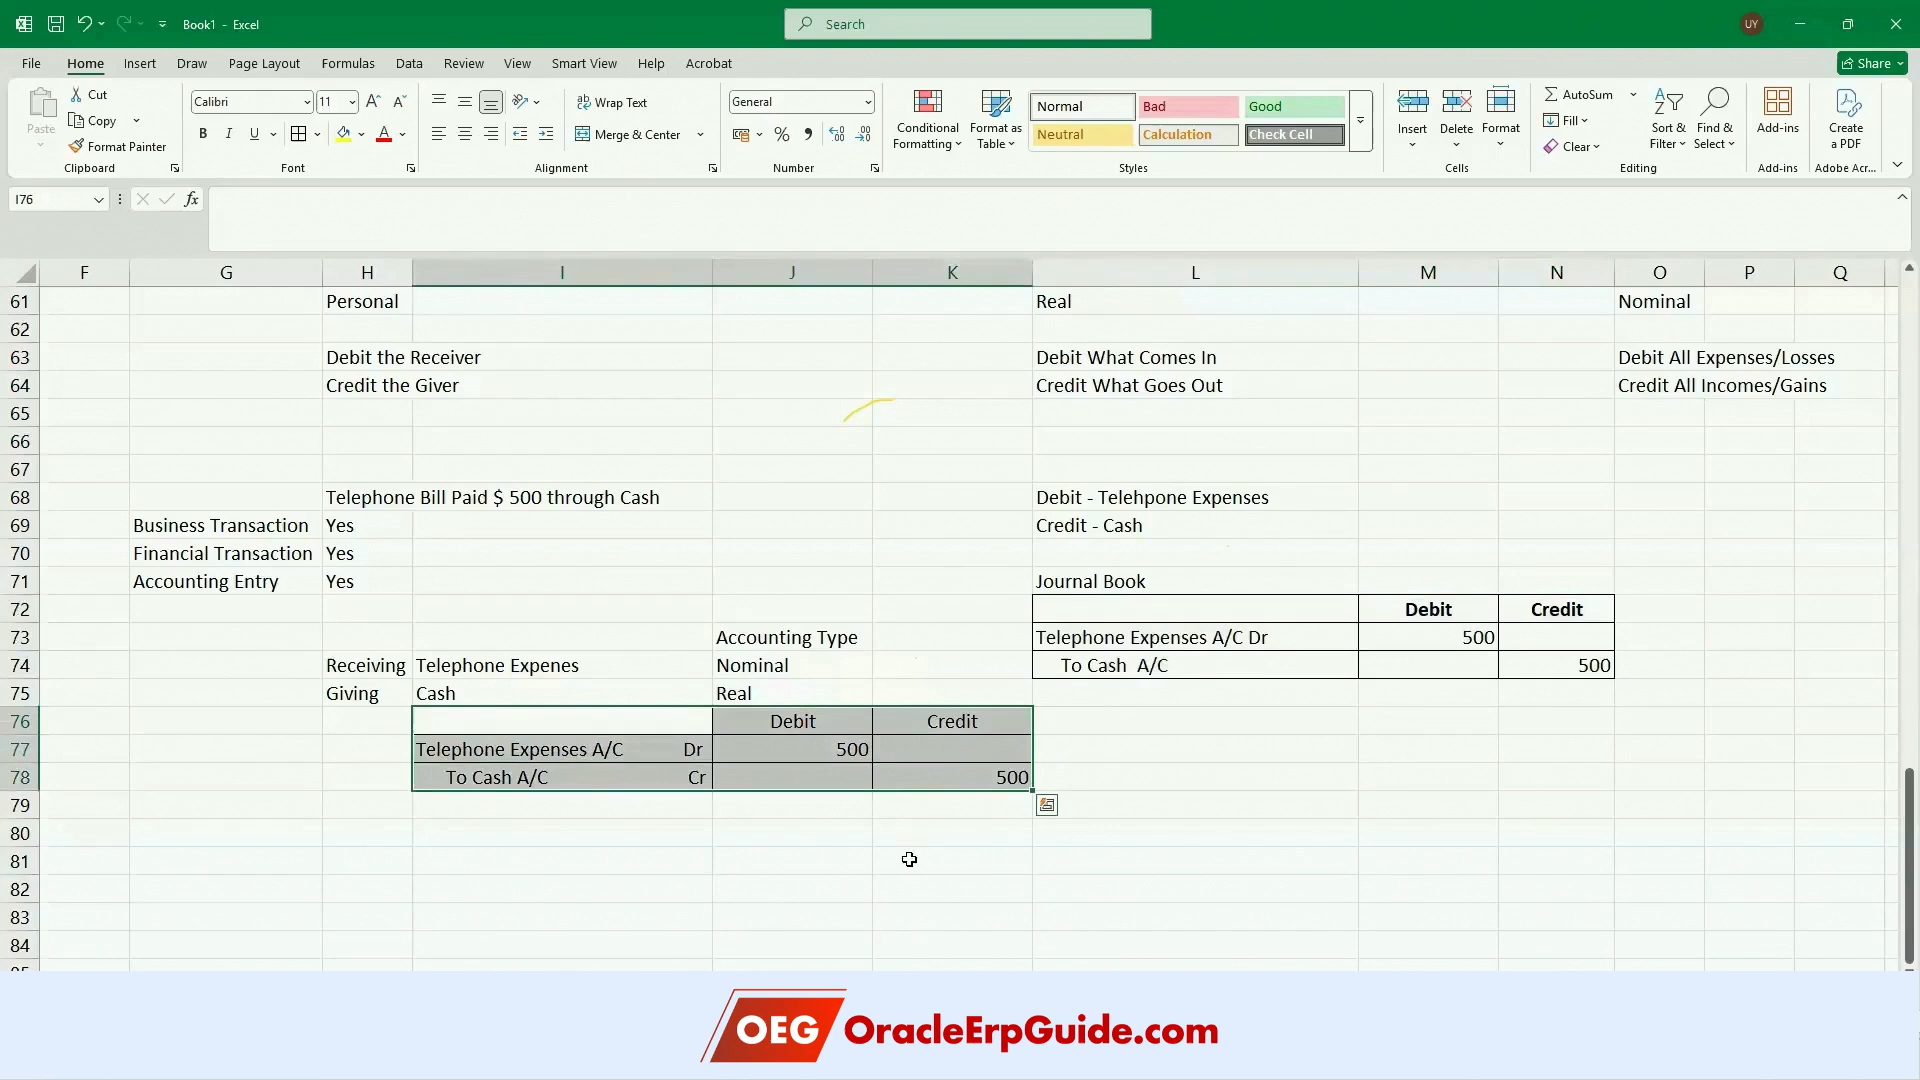 Book1 - Excel
Search
UY
File Home Insert Draw Page Layout Formulas Data Review View Smart View Help Acrobat
Share
Paste
Cut
Copy
Format Painter
Clipboard
Calibri 11
B I U
Font
Wrap Text
Merge & Center
Alignment
General
Number
Conditional Formatting
Format as Table
Normal Bad Good
Neutral Calculation Check Cell
Styles
Insert Delete Format
Cells
AutoSum
Fill
Clear
Sort & Filter
Find & Select
Editing
Add-ins
Add-ins
Create a PDF
Adobe Acr...
I76
fx
F G H I J K L M N O P Q
61 Personal Real Nominal
62
63 Debit the Receiver Debit What Comes In Debit All Expenses/Losses
64 Credit the Giver Credit What Goes Out Credit All Incomes/Gains
65
66
67
68 Telephone Bill Paid $ 500 through Cash Debit - Telehpone Expenses
69 Business Transaction Yes Credit - Cash
70 Financial Transaction Yes
71 Accounting Entry Yes Journal Book
72 Debit Credit
73 Accounting Type Telephone Expenses A/C Dr 500
74 Receiving Telephone Expenes Nominal To Cash A/C 500
75 Giving Cash Real
76 Debit Credit
77 Telephone Expenses A/C Dr 500
78 To Cash A/C Cr 500
79
80
81
82
83
84
OEG OracleErpGuide.com